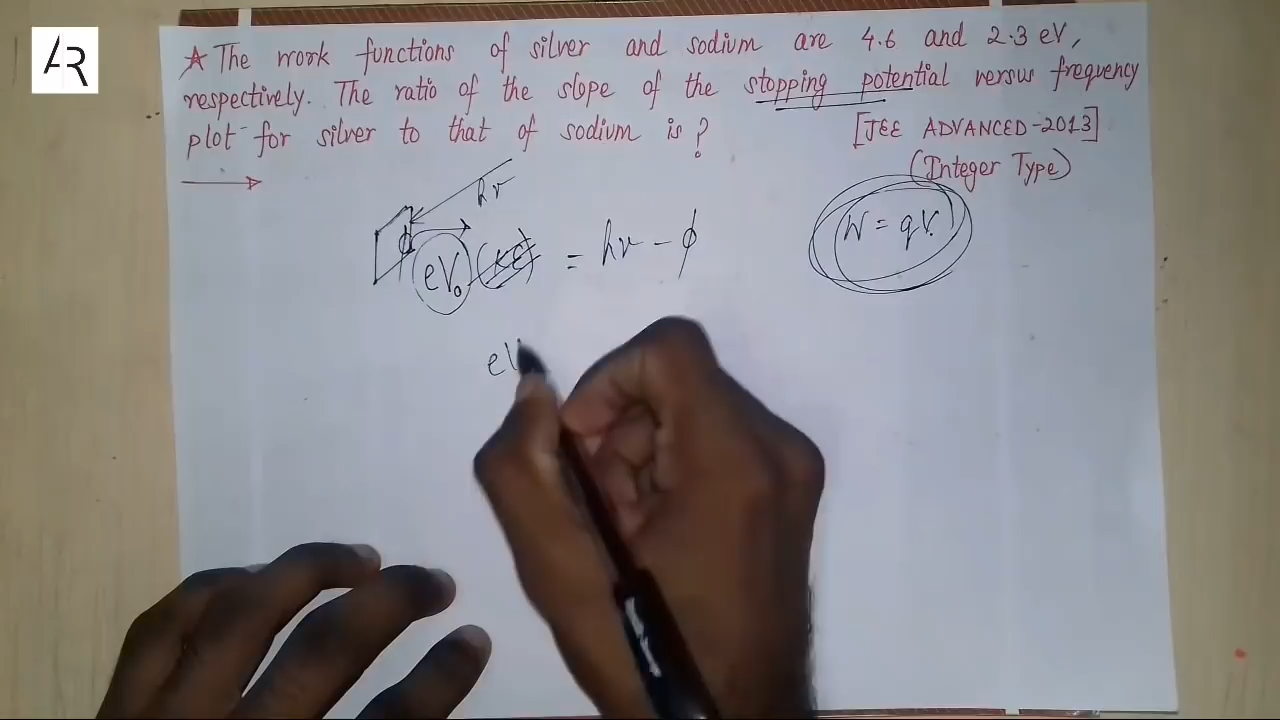 AR
☆ The work functions of silver and sodium are 4.6 and 2.3 eV,
respectively. The ratio of the slope of the stopping potential versus frequency
plot for silver to that of sodium is?
[JEE ADVANCED-2013]
(Integer Type)
hν
W = qV
ϕ
eV₀ (KE) = hν - ϕ
eV